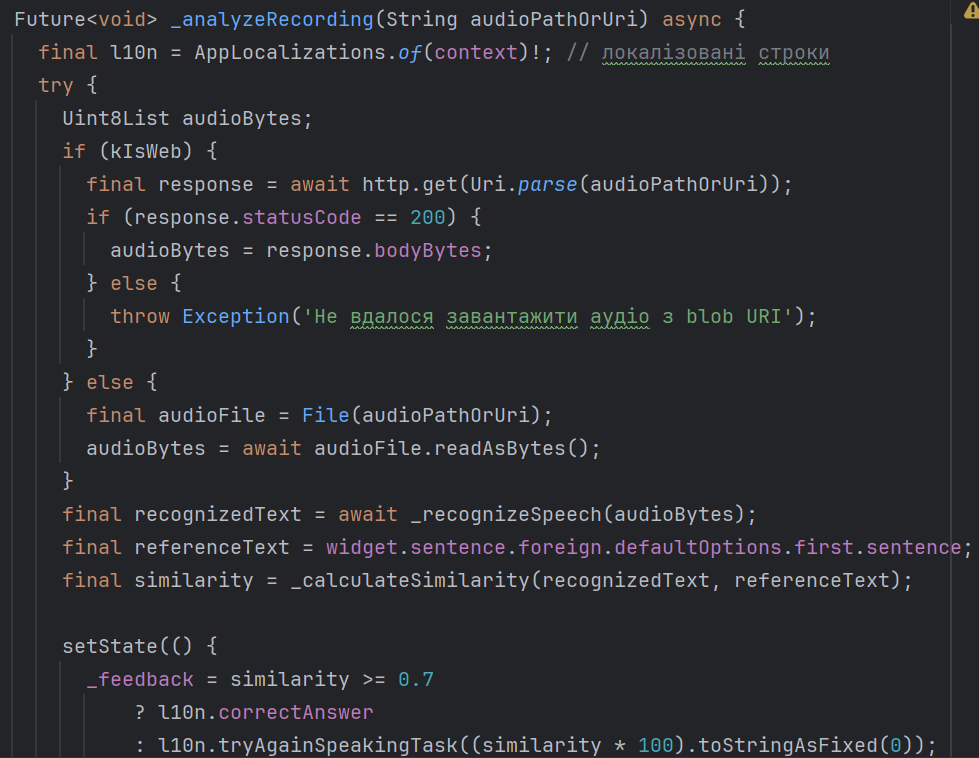 Future<void> _analyzeRecording(String audioPathOrUri) async {
  final l10n = AppLocalizations.of(context)!; // локалізовані строки
  try {
    Uint8List audioBytes;
    if (kIsWeb) {
      final response = await http.get(Uri.parse(audioPathOrUri));
      if (response.statusCode == 200) {
        audioBytes = response.bodyBytes;
      } else {
        throw Exception('Не вдалося завантажити аудіо з blob URI');
      }
    } else {
      final audioFile = File(audioPathOrUri);
      audioBytes = await audioFile.readAsBytes();
    }
    final recognizedText = await _recognizeSpeech(audioBytes);
    final referenceText = widget.sentence.foreign.defaultOptions.first.sentence;
    final similarity = _calculateSimilarity(recognizedText, referenceText);

    setState(() {
      _feedback = similarity >= 0.7
          ? l10n.correctAnswer
          : l10n.tryAgainSpeakingTask((similarity * 100).toStringAsFixed(0));